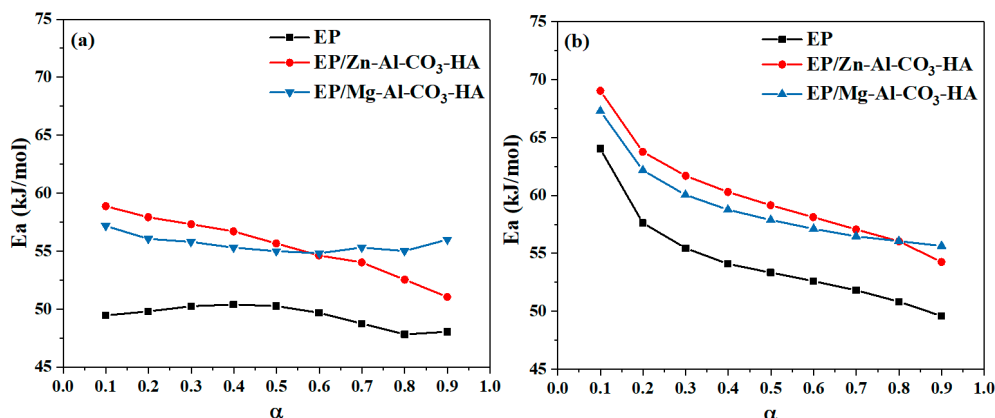 (a)
EP
EP/Zn-Al-CO₃-HA
EP/Mg-Al-CO₃-HA
Ea (kJ/mol)
75
70
65
60
55
50
45
0.0 0.1 0.2 0.3 0.4 0.5 0.6 0.7 0.8 0.9 1.0
α
(b)
EP
EP/Zn-Al-CO₃-HA
EP/Mg-Al-CO₃-HA
Ea (kJ/mol)
75
70
65
60
55
50
45
0.0 0.1 0.2 0.3 0.4 0.5 0.6 0.7 0.8 0.9 1.0
α